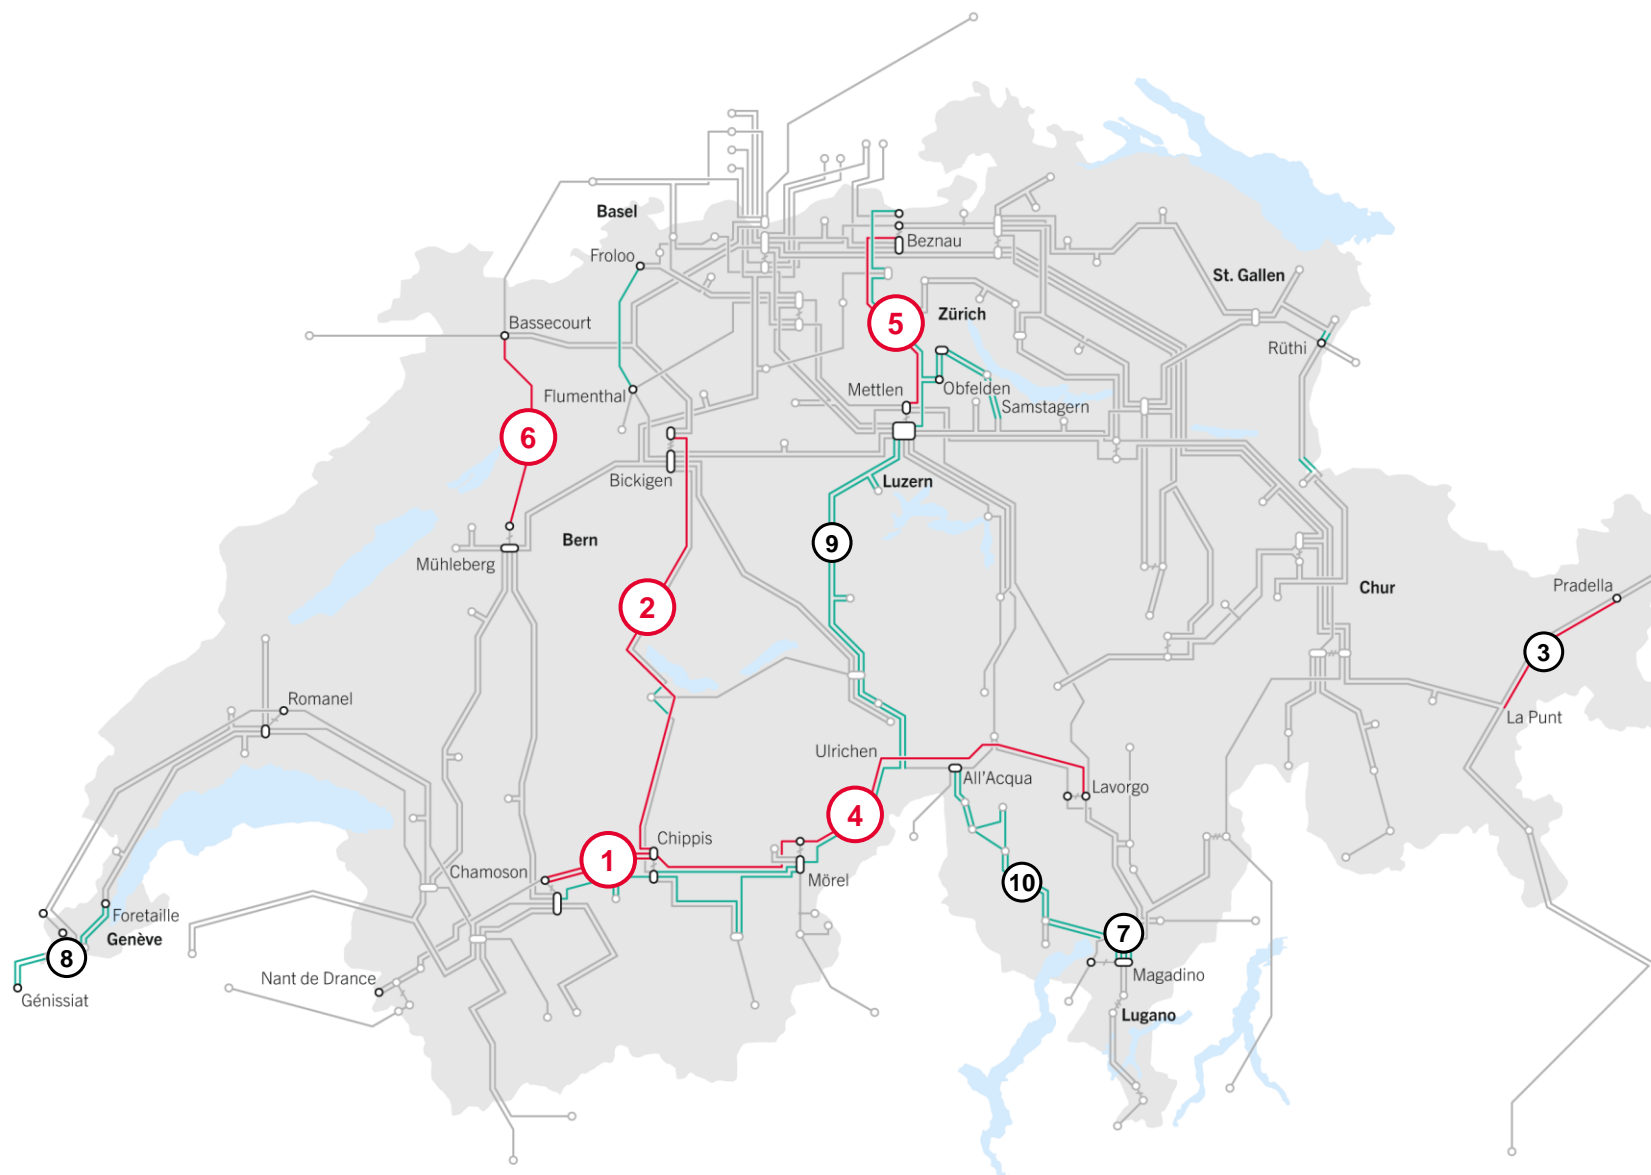 Basel
Beznau
Froloo
St. Gallen
Zürich
5
Bassecourt
Rüthi
Mettlen
Obfelden
Flumenthal
Samstagern
6
Bickigen
Luzern
Bern
9
Mühleberg
Chur
Pradella
2
3
Romanel
La Punt
Ulrichen
All'Acqua
Lavorgo
4
Chippis
1
Chamoson
Mörel
10
Foretaille
Genève
7
8
Nant de Drance
Magadino
Génissiat
Lugano